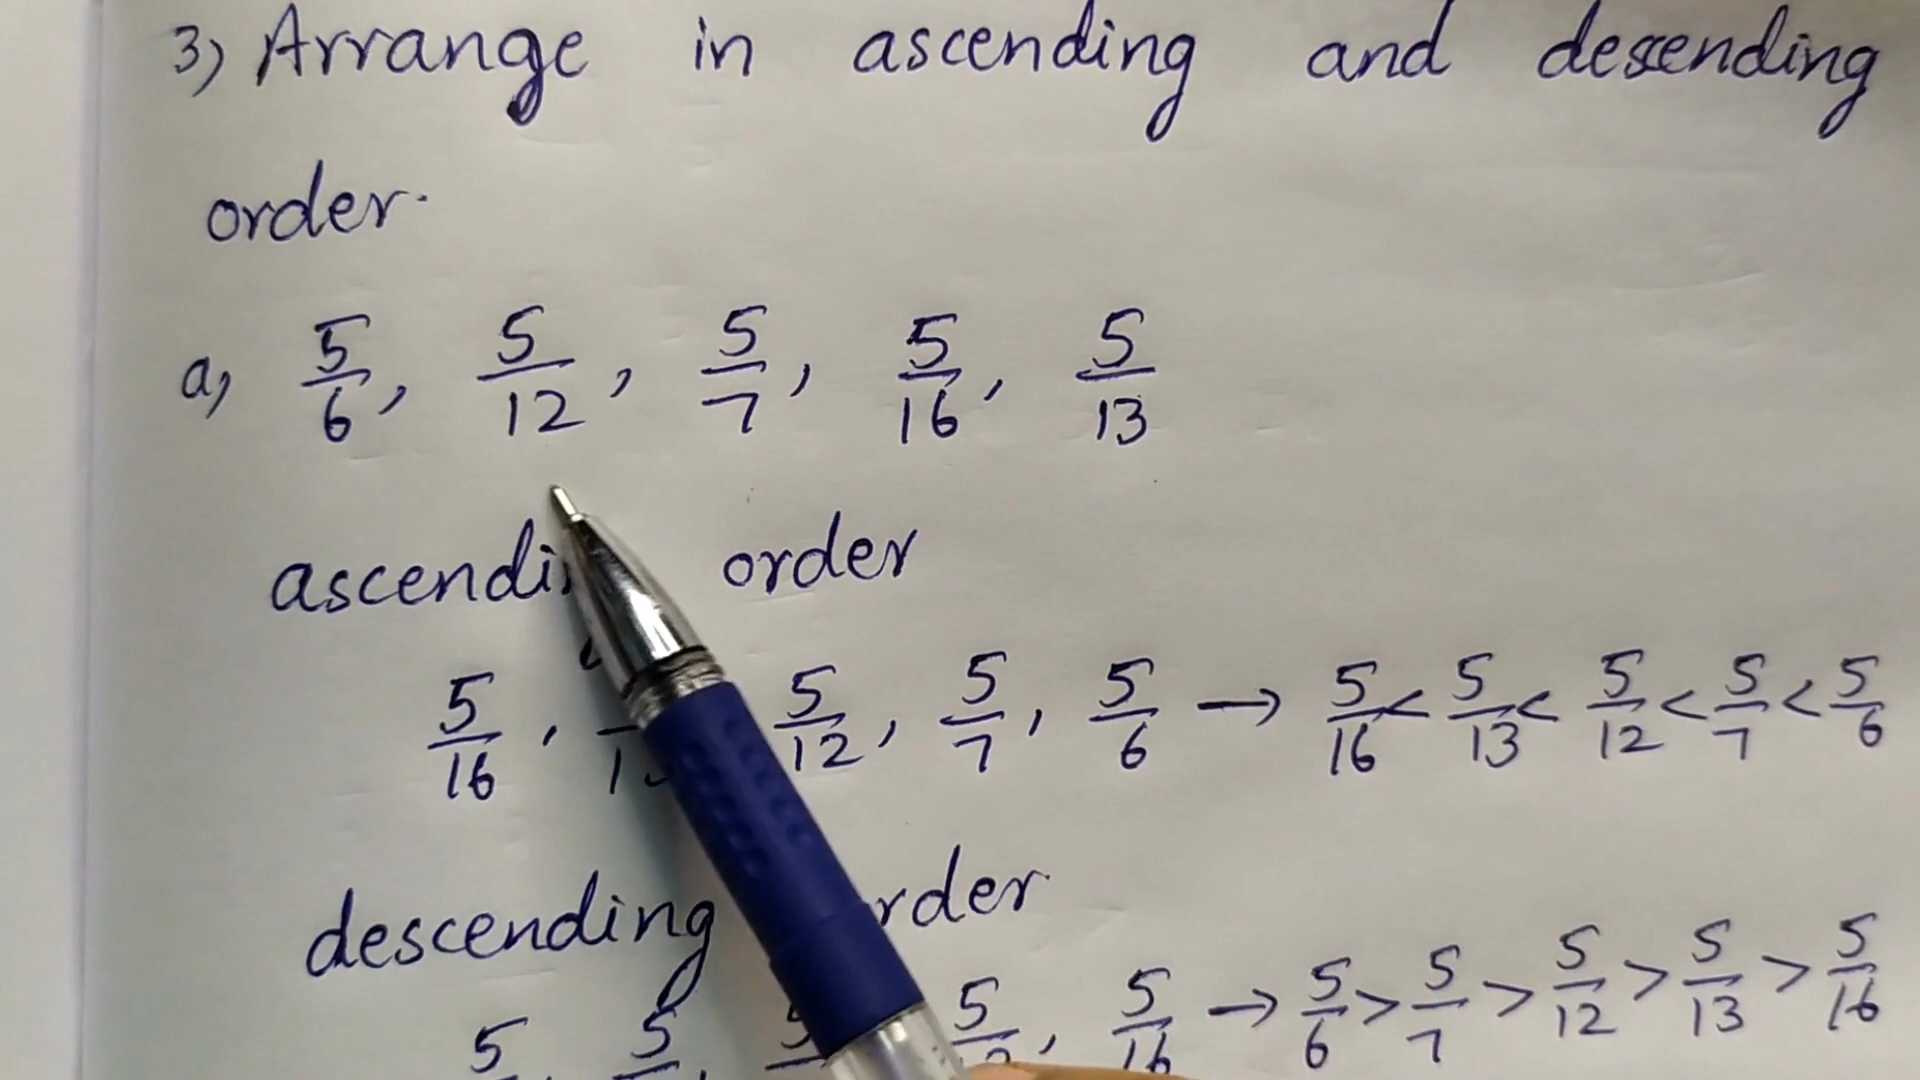 3) Arrange in ascending and descending
order.
a, 5/6, 5/12, 5/7, 5/16, 5/13
order
5/16, 5/12, 5/7, 5/6 → 5/16 < 5/13 < 5/12 < 5/7 < 5/6
descending
5 5 5/16 → 5/6 > 5/7 > 5/12 > 5/13 > 5/16